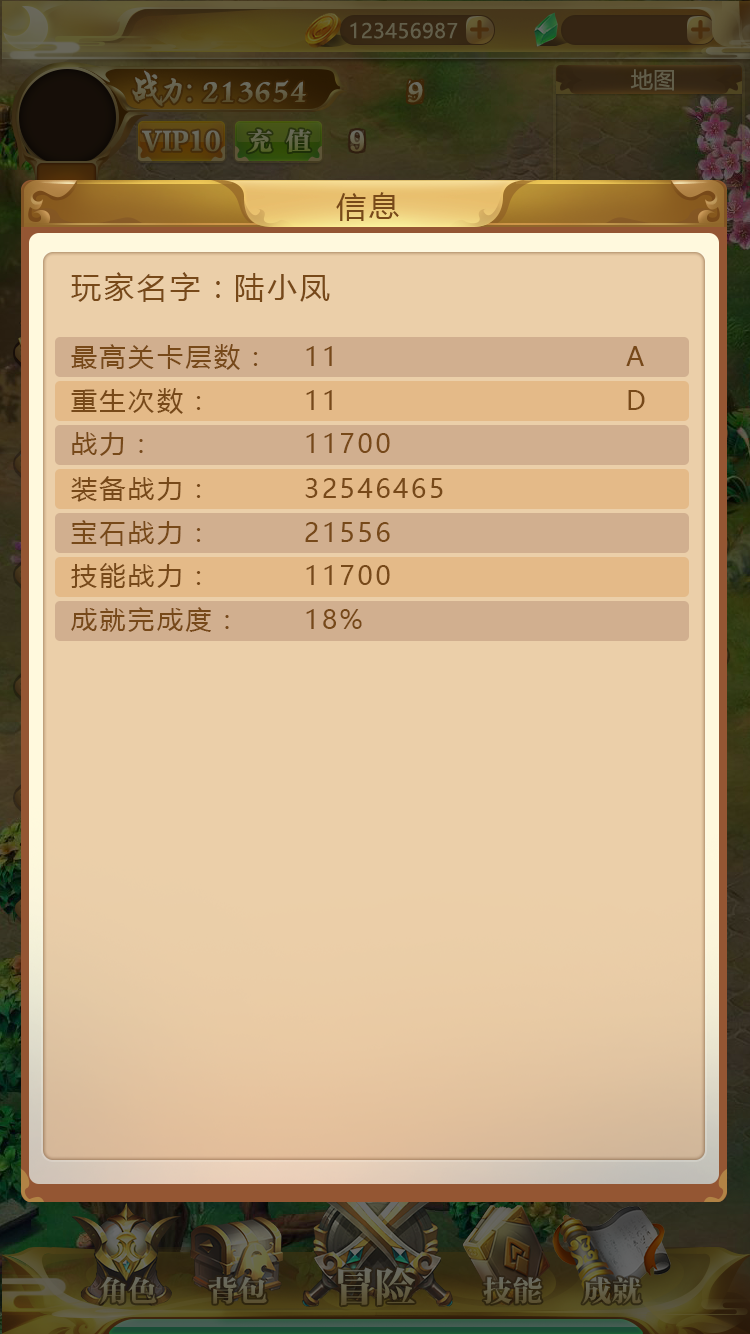 123456987
战力: 213654 9
地图
VIP10 充值 9
信息
玩家名字：陆小凤
最高关卡层数： 11 A
重生次数： 11 D
战力： 11700
装备战力： 32546465
宝石战力： 21556
技能战力： 11700
成就完成度： 18%
角色 背包 冒险 技能 成就